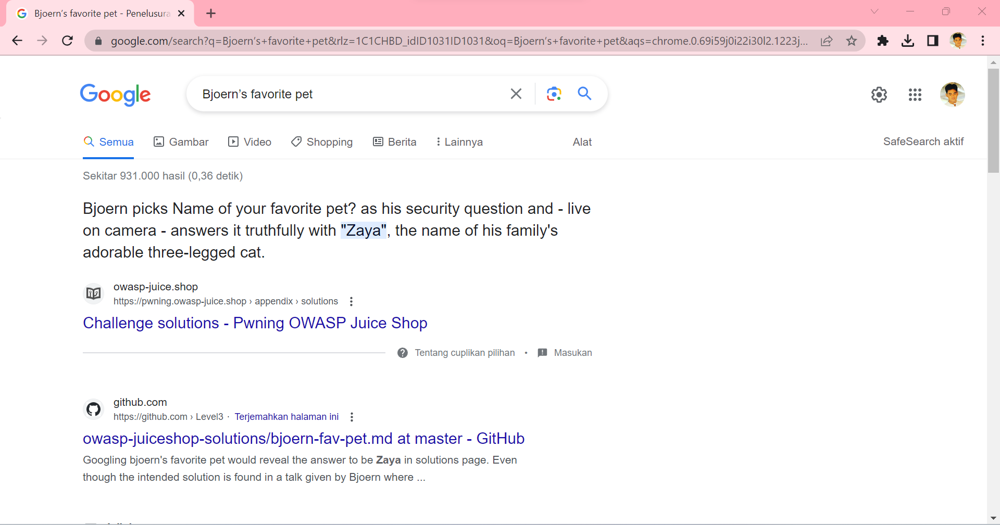 Bjoern’s favorite pet - Penelusura
google.com/search?q=Bjoern’s+favorite+pet&rlz=1C1CHBD_idID1031ID1031&oq=Bjoern’s+favorite+pet&aqs=chrome.0.69i59j0i22i30l2.1223j...
Google
Bjoern’s favorite pet
Semua Gambar Video Shopping Berita Lainnya Alat SafeSearch aktif
Sekitar 931.000 hasil (0,36 detik)
Bjoern picks Name of your favorite pet? as his security question and - live
on camera - answers it truthfully with "Zaya", the name of his family's
adorable three-legged cat.
owasp-juice.shop
https://pwning.owasp-juice.shop › appendix › solutions
Challenge solutions - Pwning OWASP Juice Shop
Tentang cuplikan pilihan • Masukan
github.com
https://github.com › Level3 · Terjemahkan halaman ini
owasp-juiceshop-solutions/bjoern-fav-pet.md at master - GitHub
Googling bjoern's favorite pet would reveal the answer to be Zaya in solutions page. Even
though the intended solution is found in a talk given by Bjoern where ...